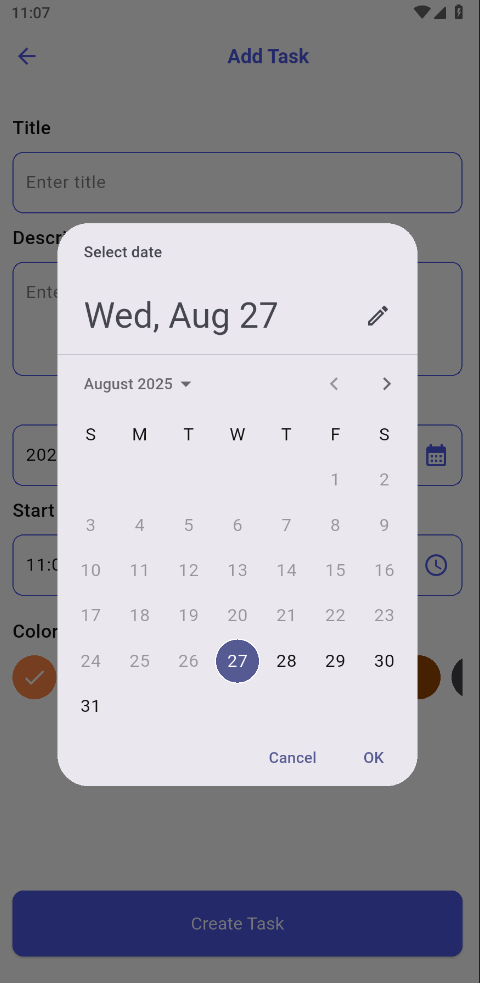 11:07
Add Task
Title
Enter title
Select date
Wed, Aug 27
August 2025
S M T W T F S
1 2
3 4 5 6 7 8 9
10 11 12 13 14 15 16
17 18 19 20 21 22 23
24 25 26 27 28 29 30
31
Cancel OK
Start
Color
Create Task